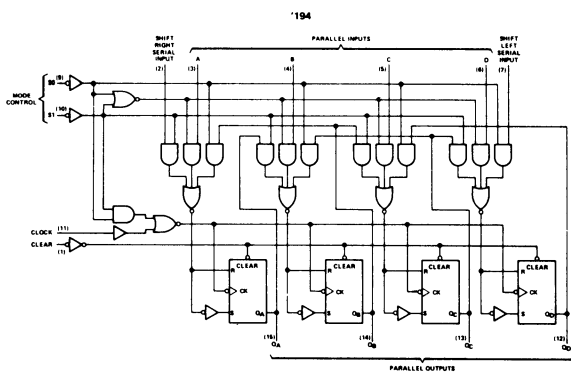 '194
SHIFT RIGHT SERIAL INPUT
PARALLEL INPUTS
SHIFT LEFT SERIAL INPUT
A
B
C
D
(2)
(3)
(4)
(5)
(6)
(7)
MODE CONTROL
S0
(9)
S1
(10)
CLOCK
(11)
CLEAR
(1)
CLEAR
CLEAR
CLEAR
CLEAR
R
R
R
R
CK
CK
CK
CK
S
QA
S
QB
S
QC
S
QD
(15)
(14)
(13)
(12)
QA
QB
QC
QD
PARALLEL OUTPUTS